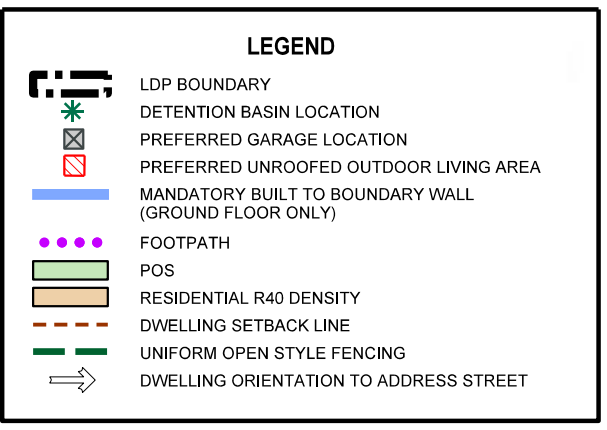 LEGEND
LDP BOUNDARY
DETENTION BASIN LOCATION
PREFERRED GARAGE LOCATION
PREFERRED UNROOFED OUTDOOR LIVING AREA
MANDATORY BUILT TO BOUNDARY WALL
(GROUND FLOOR ONLY)
FOOTPATH
POS
RESIDENTIAL R40 DENSITY
DWELLING SETBACK LINE
UNIFORM OPEN STYLE FENCING
DWELLING ORIENTATION TO ADDRESS STREET